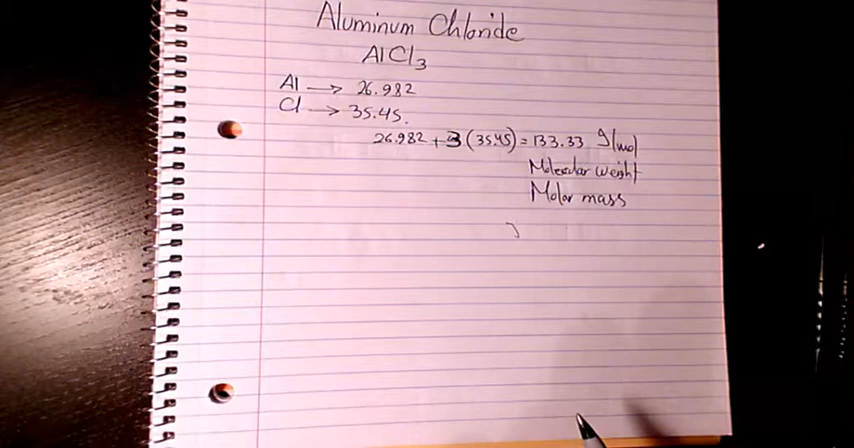 Aluminum Chloride
AlCl3
Al → 26.982
Cl → 35.45.
26.982 + 3 (35.45) = 133.33 g/mol
Molecular weight
Molar mass